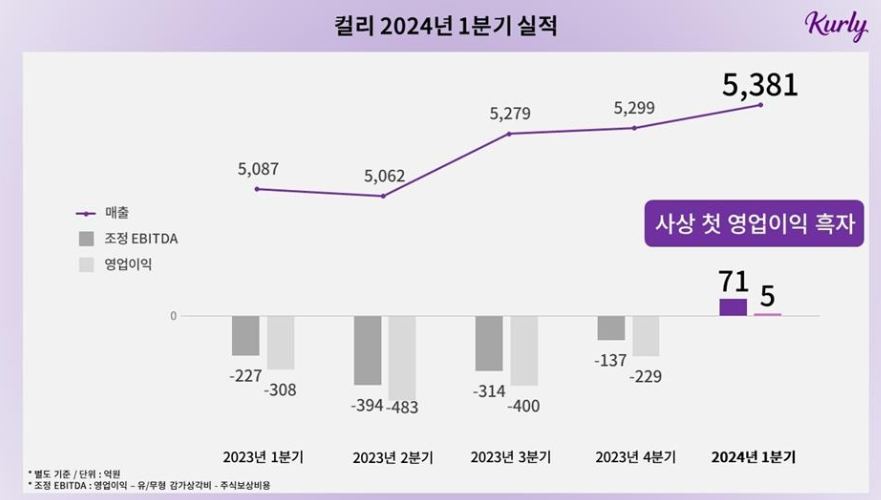 컬리 2024년 1분기 실적
Kurly
5,087
5,062
5,279
5,299
5,381
매출
조정 EBITDA
영업이익
사상 첫 영업이익 흑자
0
-227
-308
-394
-483
-314
-400
-137
-229
71
5
2023년 1분기
2023년 2분기
2023년 3분기
2023년 4분기
2024년 1분기
* 별도 기준 / 단위 : 억원
* 조정 EBITDA : 영업이익 – 유/무형 감가상각비 - 주식보상비용